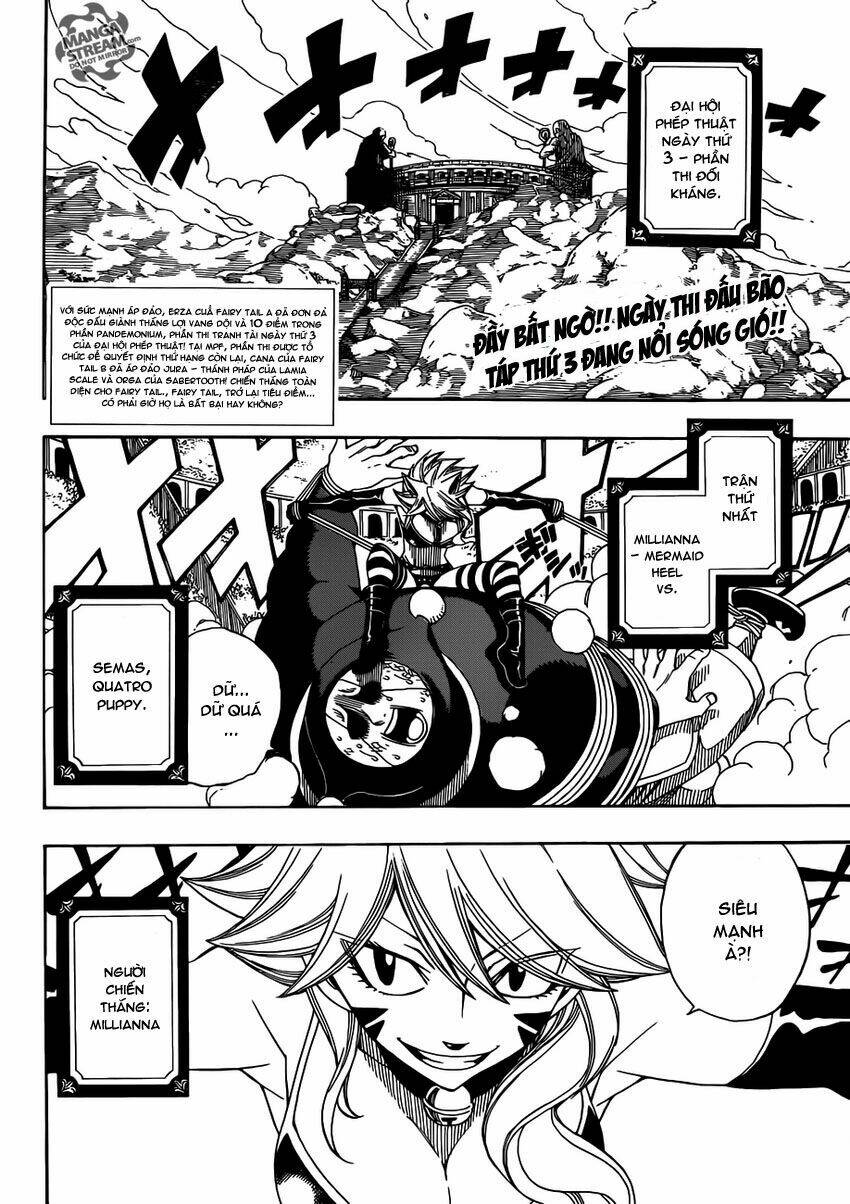 MANGA
STREAM.com
DO NOT MIRROR
ĐẠI HỘI
PHÉP THUẬT
NGÀY THỨ
3 - PHẦN
THI ĐỐI
KHÁNG.
VỚI SỨC MẠNH ÁP ĐẢO, ERZA CUẢ FAIRY TAIL A ĐÃ ĐƠN ĐẢ
ĐỘC ĐẤU GIÀNH THẮNG LỢI VANG DỘI VÀ 10 ĐIỂM TRONG
PHẦN PANDEMONIUM, PHẦN THI TRANH TÀI NGÀY THỨ 3
CỦA ĐẠI HỘI PHÉP THUẬT! TẠI MPF, PHẦN THI ĐƯỢC TỔ
CHỨC ĐỂ QUYẾT ĐỊNH THỨ HẠNG CÒN LẠI, CANA CỦA FAIRY
TAIL B ĐÃ ÁP ĐẢO JURA - THÁNH PHÁP CỦA LAMIA
SCALE VÀ ORGA CỦA SABERTOOTH! CHIẾN THẮNG TOÀN
DIỆN CHO FAIRY TAIL., FAIRY TAIL, TRỞ LẠI TIÊU ĐIỂM...
CÓ PHẢI GIỜ HỌ LÀ BẤT BẠI HAY KHÔNG?
ĐẦY BẤT NGỜ!! NGÀY THI ĐẤU BÃO
TÁP THỨ 3 ĐANG NỔI SÓNG GIÓ!!
TRẬN
THỨ
NHẤT
MILLIANNA
- MERMAID
HEEL
VS.
SEMAS,
QUATRO
PUPPY.
DỮ...
DỮ QUÁ
...
SIÊU
MẠNH
À?!
NGƯỜI
CHIẾN
THẮNG:
MILLIANNA